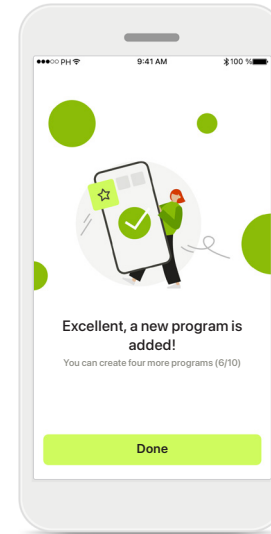 ●●●○○ PH 9:41 AM 100 %
Excellent, a new program is
added!
You can create four more programs (6/10)
Done